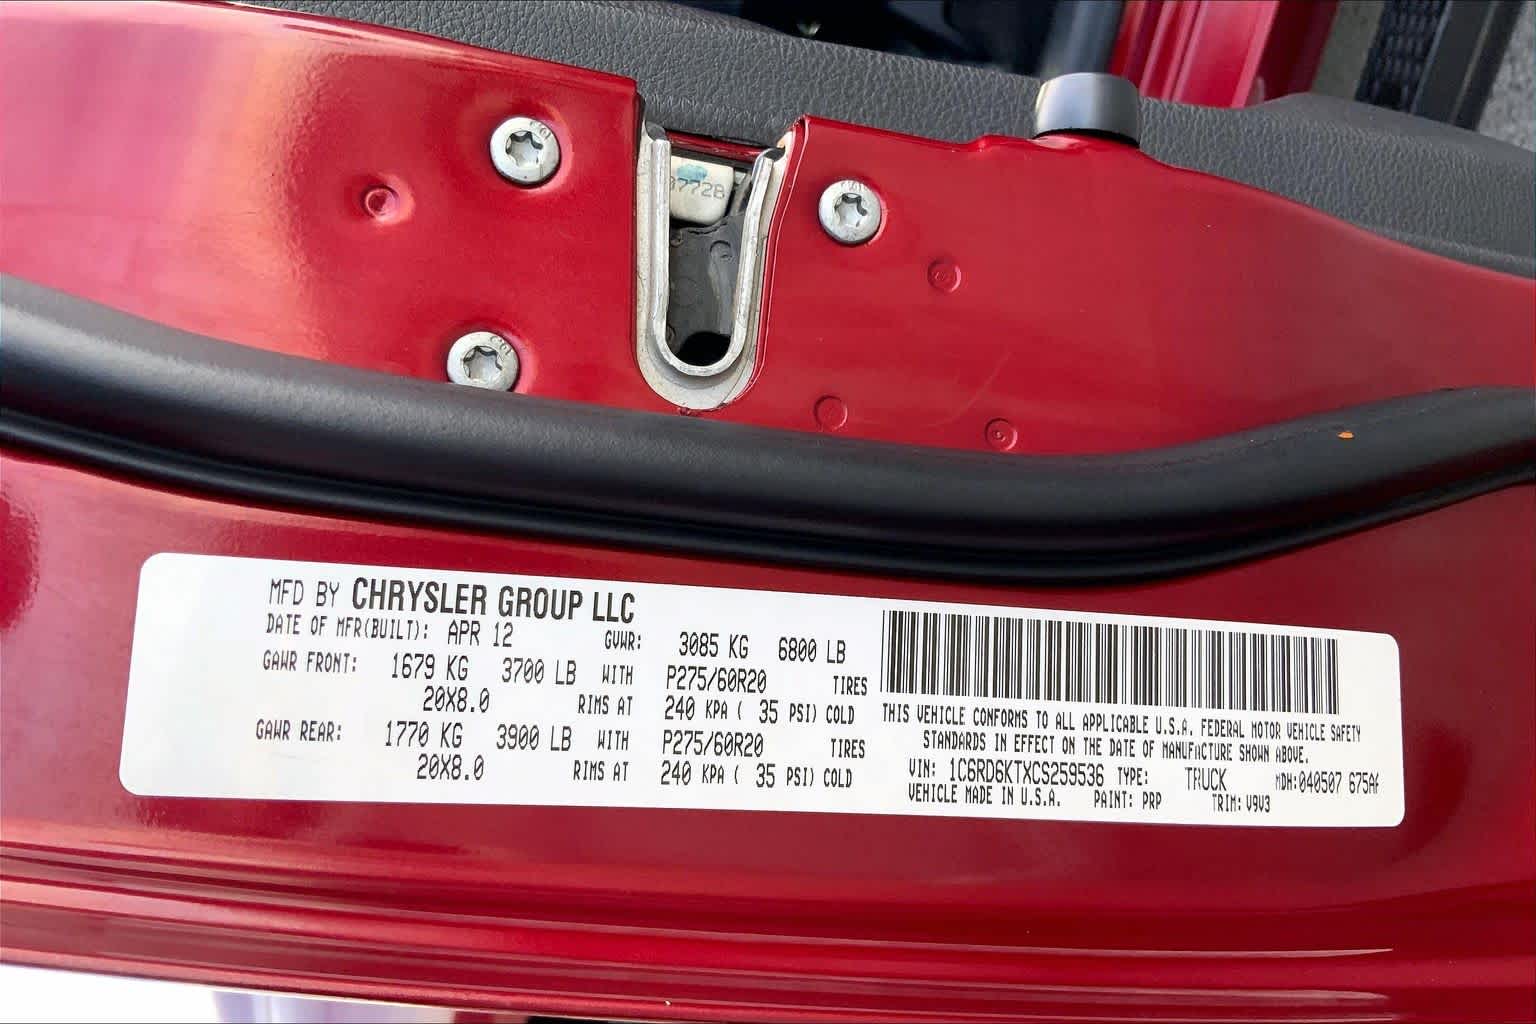 3772B
MFD BY CHRYSLER GROUP LLC
DATE OF MFR(BUILT): APR 12 GVWR: 3085 KG 6800 LB
GAWR FRONT: 1679 KG 3700 LB WITH P275/60R20 TIRES
20X8.0 RIMS AT 240 KPA ( 35 PSI) COLD
GAWR REAR: 1770 KG 3900 LB WITH P275/60R20 TIRES
20X8.0 RIMS AT 240 KPA ( 35 PSI) COLD
THIS VEHICLE CONFORMS TO ALL APPLICABLE U.S.A. FEDERAL MOTOR VEHICLE SAFETY
STANDARDS IN EFFECT ON THE DATE OF MANUFACTURE SHOWN ABOVE.
VIN: 1C6RD6KTXCS259536 TYPE: TRUCK MDH:040507 675AF
VEHICLE MADE IN U.S.A. PAINT: PRP TRIM: V9V3